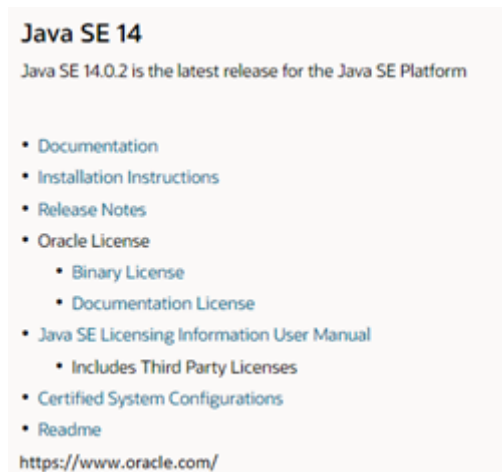 Java SE 14
Java SE 14.0.2 is the latest release for the Java SE Platform
• Documentation
• Installation Instructions
• Release Notes
• Oracle License
• Binary License
• Documentation License
• Java SE Licensing Information User Manual
• Includes Third Party Licenses
• Certified System Configurations
• Readme
https://www.oracle.com/